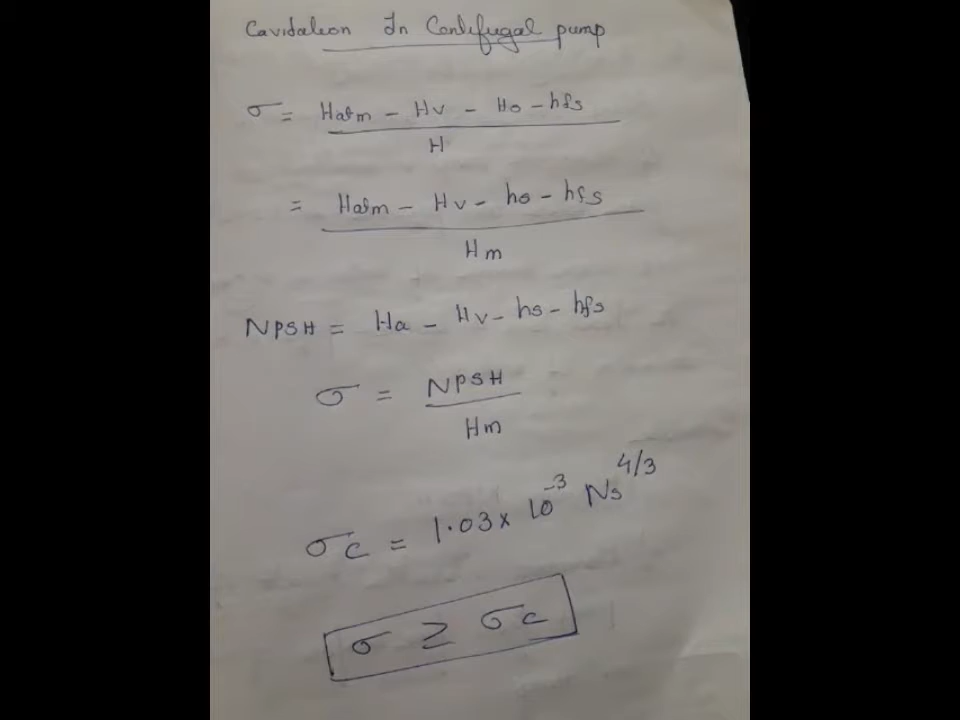 Cavidaleon In Centifugal pump
σ = Hatm - Hv - Hs - hfs
H
= Hatm - Hv - hs - hfs
Hm
NPSH = Ha - Hv - hs - hfs
σ = NPSH
Hm
σc = 1.03 x 10^-3 Ns^4/3
σ ≥ σc